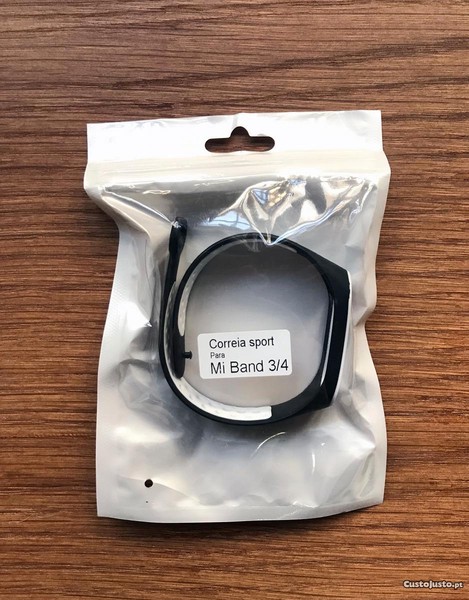 Correia sport
Para
Mi Band 3/4
CustoJusto.pt